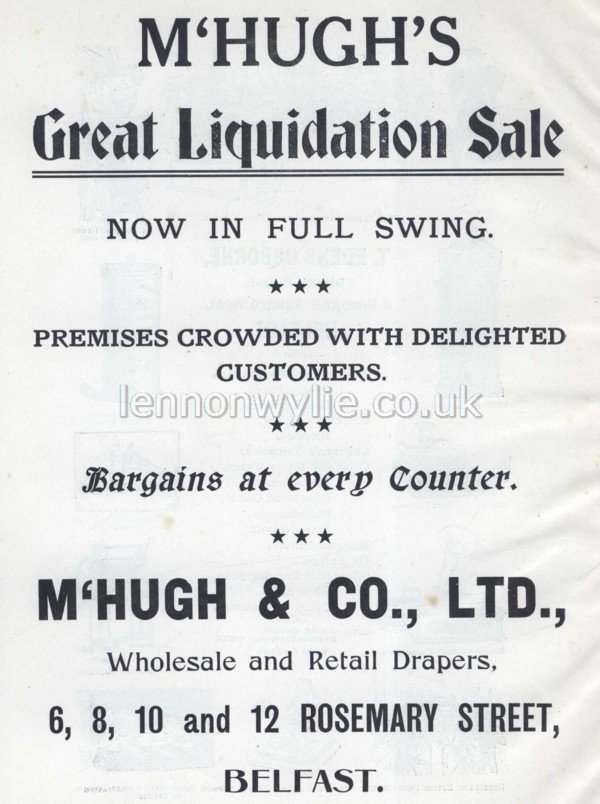 M‘HUGH’S
Great Liquidation Sale
NOW IN FULL SWING.
★ ★ ★
PREMISES CROWDED WITH DELIGHTED
CUSTOMERS.
lennonwylie.co.uk
★ ★ ★
Bargains at every Counter.
★ ★ ★
M‘HUGH & CO., LTD.,
Wholesale and Retail Drapers,
6, 8, 10 and 12 ROSEMARY STREET,
BELFAST.